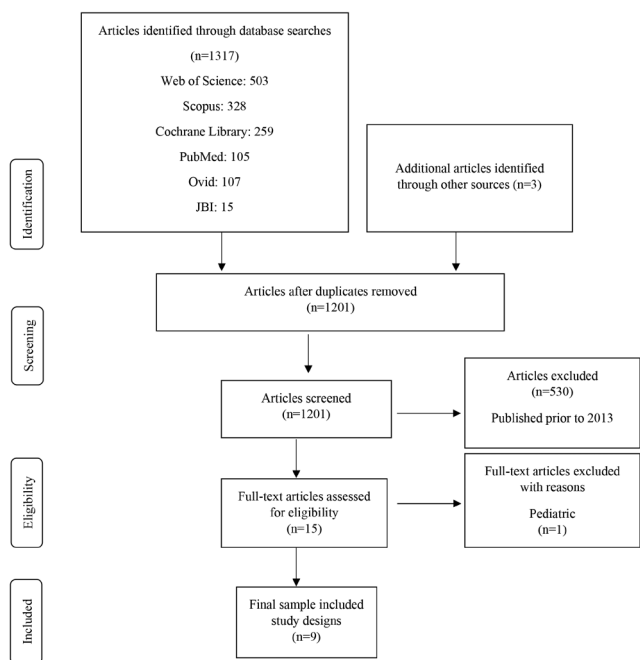 Articles identified through database searches
(n=1317)
Web of Science: 503
Scopus: 328
Cochrane Library: 259
PubMed: 105
Ovid: 107
JBI: 15
Additional articles identified
through other sources (n=3)
Identification
Articles after duplicates removed
(n=1201)
Screening
Articles screened
(n=1201)
Articles excluded
(n=530)
Published prior to 2013
Eligibility
Full-text articles assessed
for eligibility
(n=15)
Full-text articles excluded
with reasons
Pediatric
(n=1)
Included
Final sample included
study designs
(n=9)